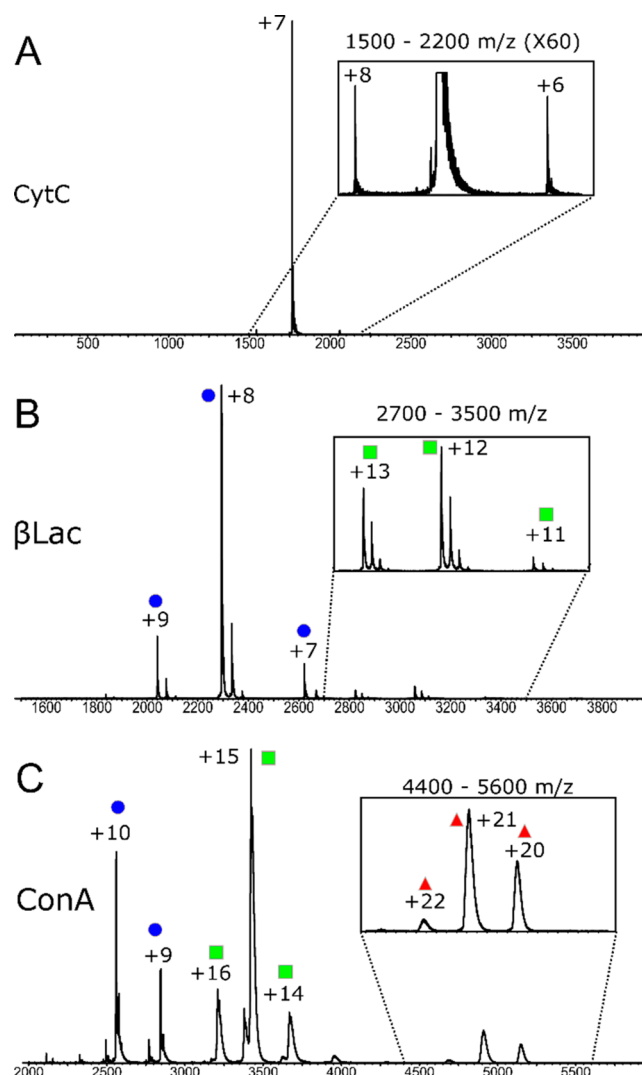 A
+7
1500 - 2200 m/z (X60)
+8
+6
CytC
500 1000 1500 2000 2500 3000 3500
B
+8
2700 - 3500 m/z
+13
+12
+11
βLac
+9
+7
1600 1800 2000 2200 2400 2600 2800 3000 3200 3400 3600 3800
C
+15
4400 - 5600 m/z
+10
+21
+20
+22
ConA
+9
+16
+14
2000 2500 3000 3500 4000 4500 5000 5500